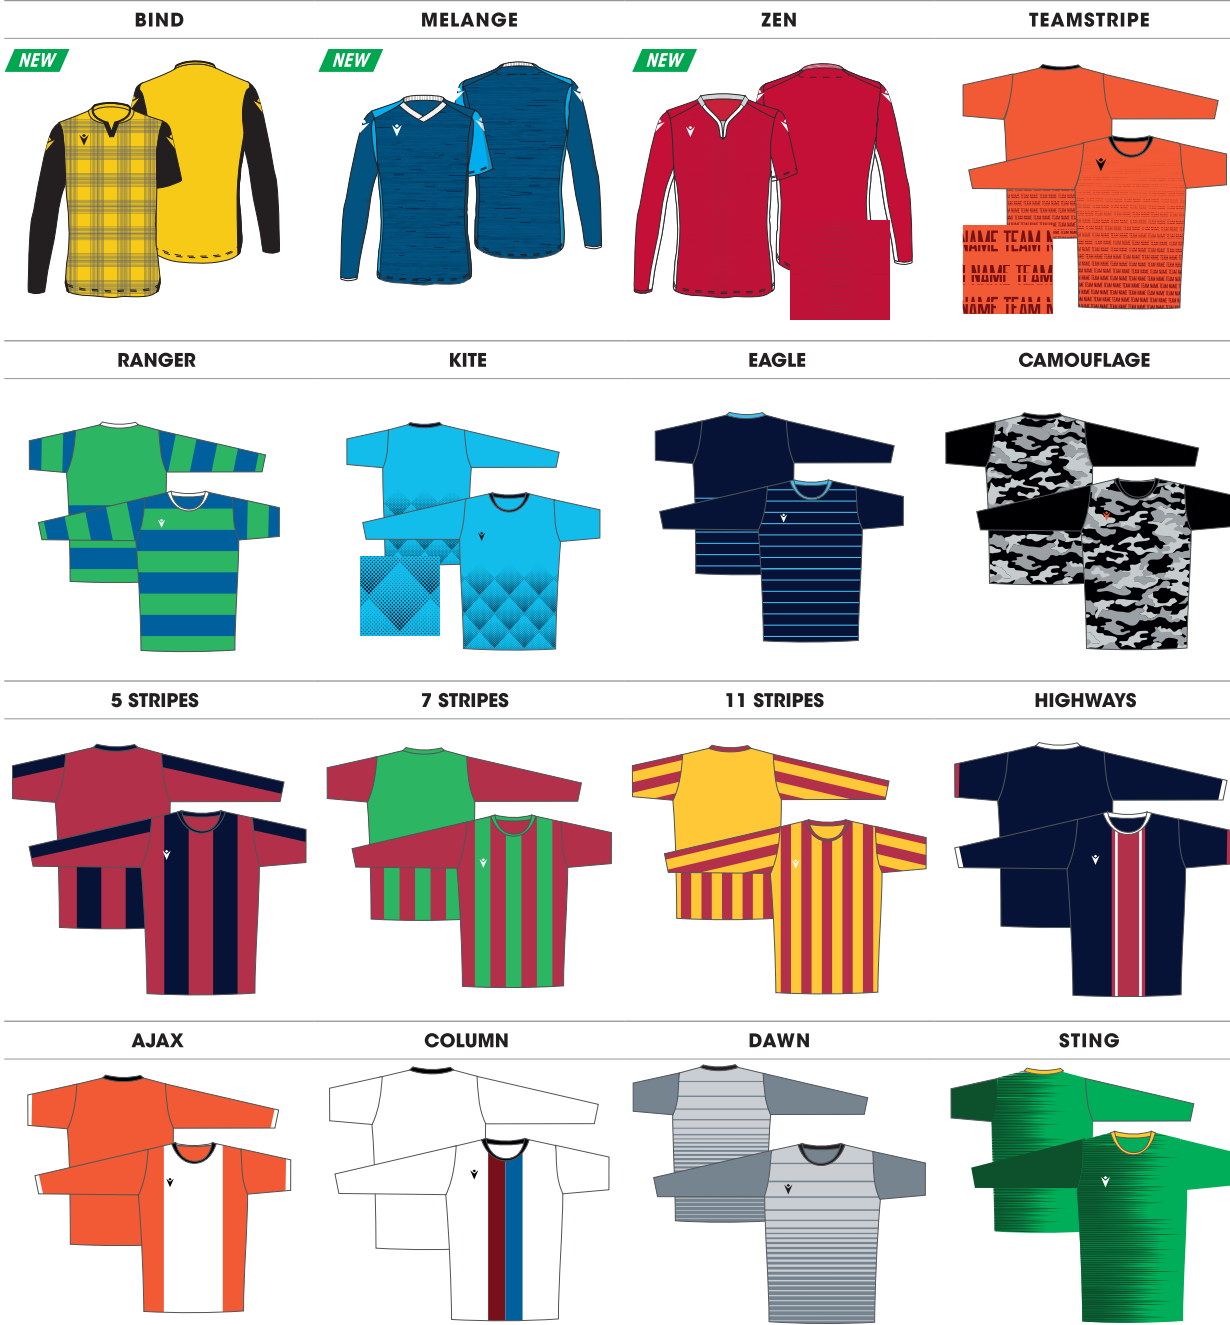 BIND MELANGE ZEN TEAMSTRIPE
NEW NEW NEW
NAME TEAM N
NAME TEAM
NAME TEAM N
RANGER KITE EAGLE CAMOUFLAGE
5 STRIPES 7 STRIPES 11 STRIPES HIGHWAYS
AJAX COLUMN DAWN STING